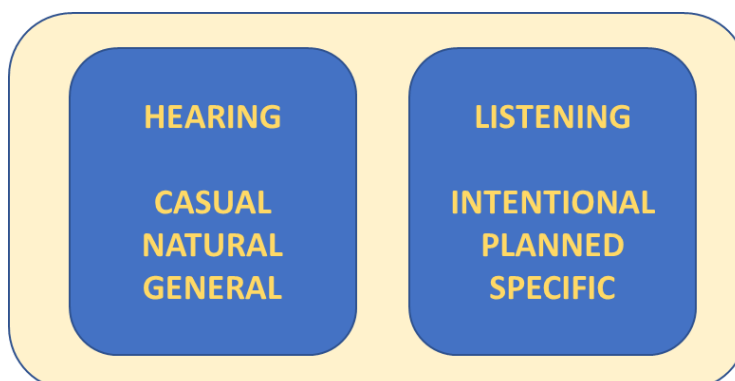 HEARING
CASUAL
NATURAL
GENERAL
LISTENING
INTENTIONAL
PLANNED
SPECIFIC